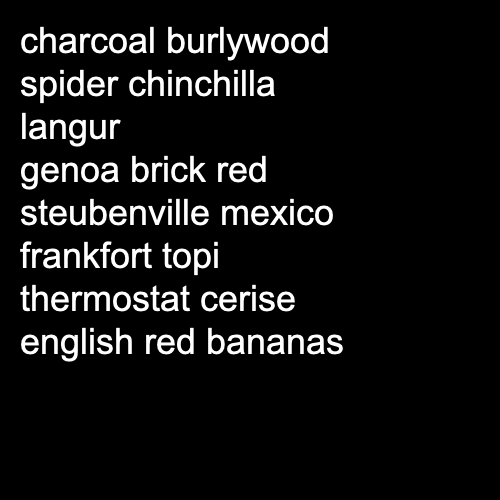 charcoal burlywood
spider chinchilla
langur
genoa brick red
steubenville mexico
frankfort topi
thermostat cerise
english red bananas